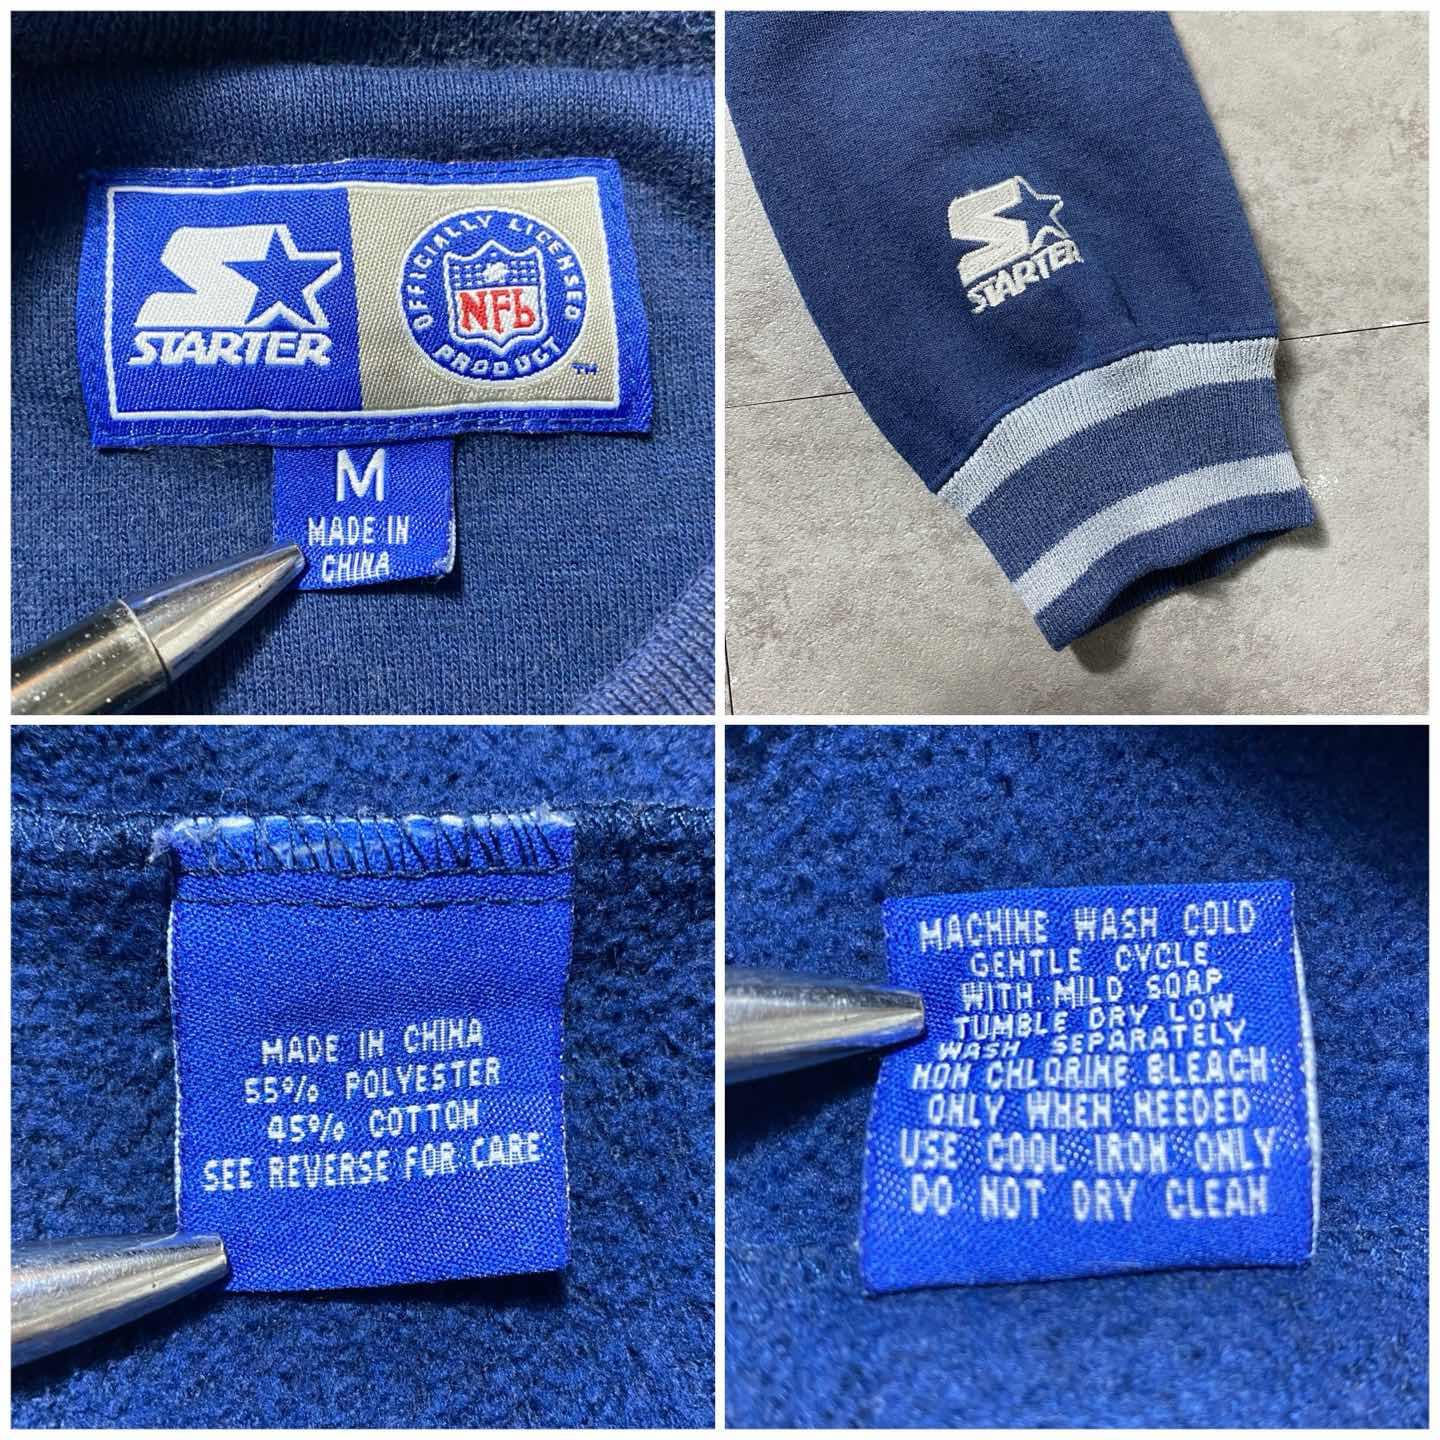 STARTER
OFFICIALLY LICENSED
NFL
PRODUCT
TM
M
MADE IN
CHINA
STARTER
MADE IN CHINA
55% POLYESTER
45% COTTON
SEE REVERSE FOR CARE
MACHINE WASH COLD
GENTLE CYCLE
WITH MILD SOAP
TUMBLE DRY LOW
WASH SEPARATELY
NON CHLORINE BLEACH
ONLY WHEN NEEDED
USE COOL IRON ONLY
DO NOT DRY CLEAN